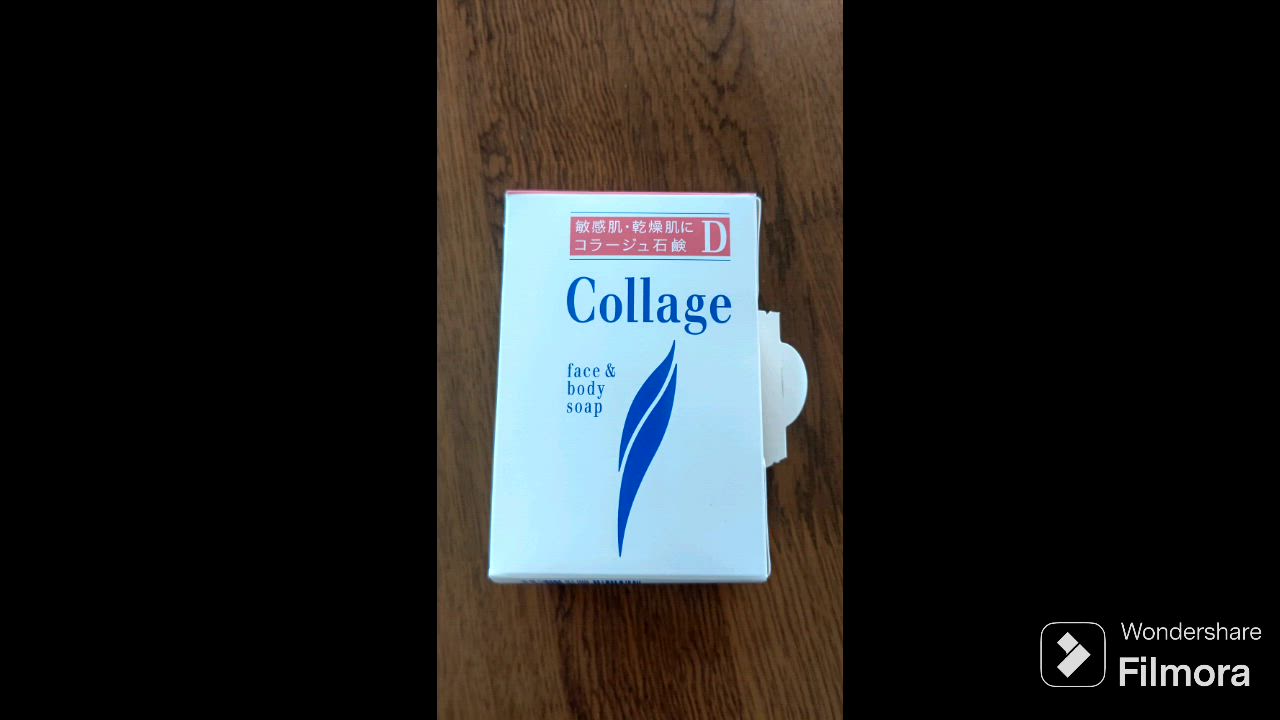 敏感肌・乾燥肌に
コラージュ石鹸 D
Collage
face &
body
soap
Wondershare
Filmora